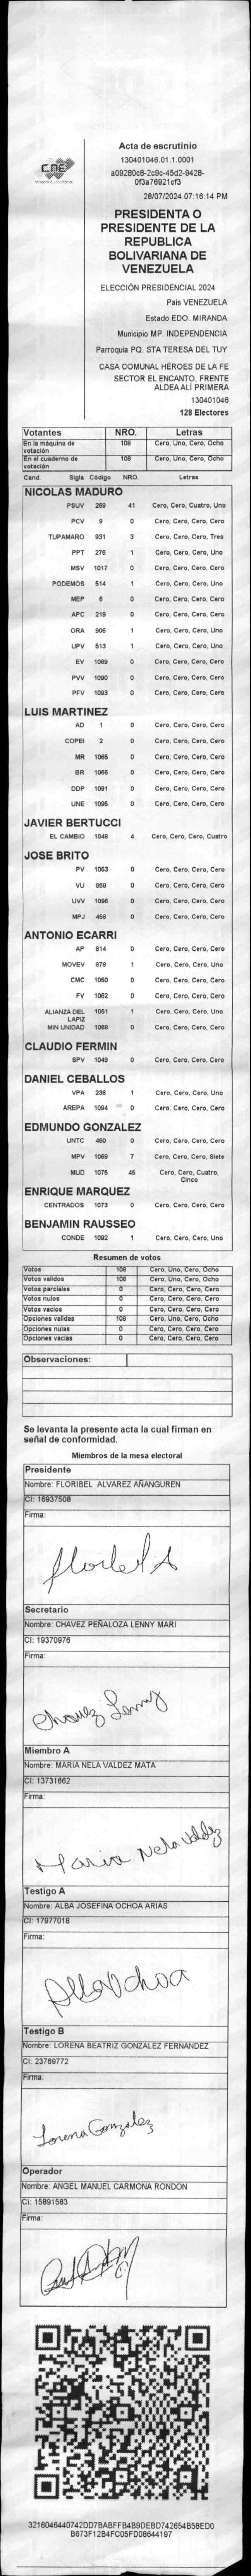 CNE
Acta de escrutinio
130401046.01.1.0001
a09280c8-2c9c-45d2-9428-
0f3a76921cf3
28/07/2024 07:16:14 PM
PRESIDENTA O
PRESIDENTE DE LA
REPUBLICA
BOLIVARIANA DE
VENEZUELA
ELECCIÓN PRESIDENCIAL 2024
Pais VENEZUELA
Estado EDO. MIRANDA
Municipio MP. INDEPENDENCIA
Parroquia PQ. STA TERESA DEL TUY
CASA COMUNAL HÉROES DE LA FE
SECTOR EL ENCANTO. FRENTE
ALDEA ALÍ PRIMERA
130401046
128 Electores
Votantes NRO. Letras
En la máquina de votación 108 Cero, Uno, Cero, Ocho
En el cuaderno de votación 108 Cero, Uno, Cero, Ocho
Cand. Sigla Código NRO. Letras
NICOLAS MADURO
PSUV 269 41 Cero, Cero, Cuatro, Uno
PCV 9 0 Cero, Cero, Cero, Cero
TUPAMARO 931 3 Cero, Cero, Cero, Tres
PPT 276 1 Cero, Cero, Cero, Uno
MSV 1017 0 Cero, Cero, Cero, Cero
PODEMOS 514 1 Cero, Cero, Cero, Uno
MEP 6 0 Cero, Cero, Cero, Cero
APC 219 0 Cero, Cero, Cero, Cero
ORA 906 1 Cero, Cero, Cero, Uno
UPV 513 1 Cero, Cero, Cero, Uno
EV 1089 0 Cero, Cero, Cero, Cero
PVV 1090 0 Cero, Cero, Cero, Cero
PFV 1093 0 Cero, Cero, Cero, Cero
LUIS MARTINEZ
AD 1 0 Cero, Cero, Cero, Cero
COPEI 2 0 Cero, Cero, Cero, Cero
MR 1065 0 Cero, Cero, Cero, Cero
BR 1066 0 Cero, Cero, Cero, Cero
DDP 1091 0 Cero, Cero, Cero, Cero
UNE 1095 0 Cero, Cero, Cero, Cero
JAVIER BERTUCCI
EL CAMBIO 1048 4 Cero, Cero, Cero, Cuatro
JOSE BRITO
PV 1053 0 Cero, Cero, Cero, Cero
VU 868 0 Cero, Cero, Cero, Cero
UVV 1096 0 Cero, Cero, Cero, Cero
MPJ 458 0 Cero, Cero, Cero, Cero
ANTONIO ECARRI
AP 814 0 Cero, Cero, Cero, Cero
MOVEV 878 1 Cero, Cero, Cero, Uno
CMC 1050 0 Cero, Cero, Cero, Cero
FV 1062 0 Cero, Cero, Cero, Cero
ALIANZA DEL LAPIZ 1051 1 Cero, Cero, Cero, Uno
MIN UNIDAD 1088 0 Cero, Cero, Cero, Cero
CLAUDIO FERMIN
SPV 1049 0 Cero, Cero, Cero, Cero
DANIEL CEBALLOS
VPA 236 1 Cero, Cero, Cero, Uno
AREPA 1094 0 Cero, Cero, Cero, Cero
EDMUNDO GONZALEZ
UNTC 460 0 Cero, Cero, Cero, Cero
MPV 1069 7 Cero, Cero, Cero, Siete
MUD 1075 45 Cero, Cero, Cuatro,
Cinco
ENRIQUE MARQUEZ
CENTRADOS 1073 0 Cero, Cero, Cero, Cero
BENJAMIN RAUSSEO
CONDE 1092 1 Cero, Cero, Cero, Uno
Resumen de votos
Votos 108 Cero, Uno, Cero, Ocho
Votos validos 108 Cero, Uno, Cero, Ocho
Votos parciales 0 Cero, Cero, Cero, Cero
Votos nulos 0 Cero, Cero, Cero, Cero
Votos vacios 0 Cero, Cero, Cero, Cero
Opciones validas 108 Cero, Uno, Cero, Ocho
Opciones nulas 0 Cero, Cero, Cero, Cero
Opciones vacias 0 Cero, Cero, Cero, Cero
Observaciones:
Se levanta la presente acta la cual firman en
señal de conformidad.
Miembros de la mesa electoral
Presidente
Nombre: FLORIBEL ALVAREZ AÑANGUREN
CI: 16937508
Firma:
Floribel A
Secretario
Nombre: CHAVEZ PEÑALOZA LENNY MARI
CI: 19370976
Firma:
Chavez Lenny
Miembro A
Nombre: MARIA NELA VALDEZ MATA
CI: 13731662
Firma:
Maria Nela Valdez
Testigo A
Nombre: ALBA JOSEFINA OCHOA ARIAS
CI: 17977018
Firma:
Alba Ochoa
Testigo B
Nombre: LORENA BEATRIZ GONZALEZ FERNANDEZ
CI: 23769772
Firma:
Lorena Gonzalez
Operador
Nombre: ANGEL MANUEL CARMONA RONDON
CI: 15891583
Firma:
3216046440742DD7BABFFB4B9DEBD742654B58ED0
B673F12B4FC05FD08644197